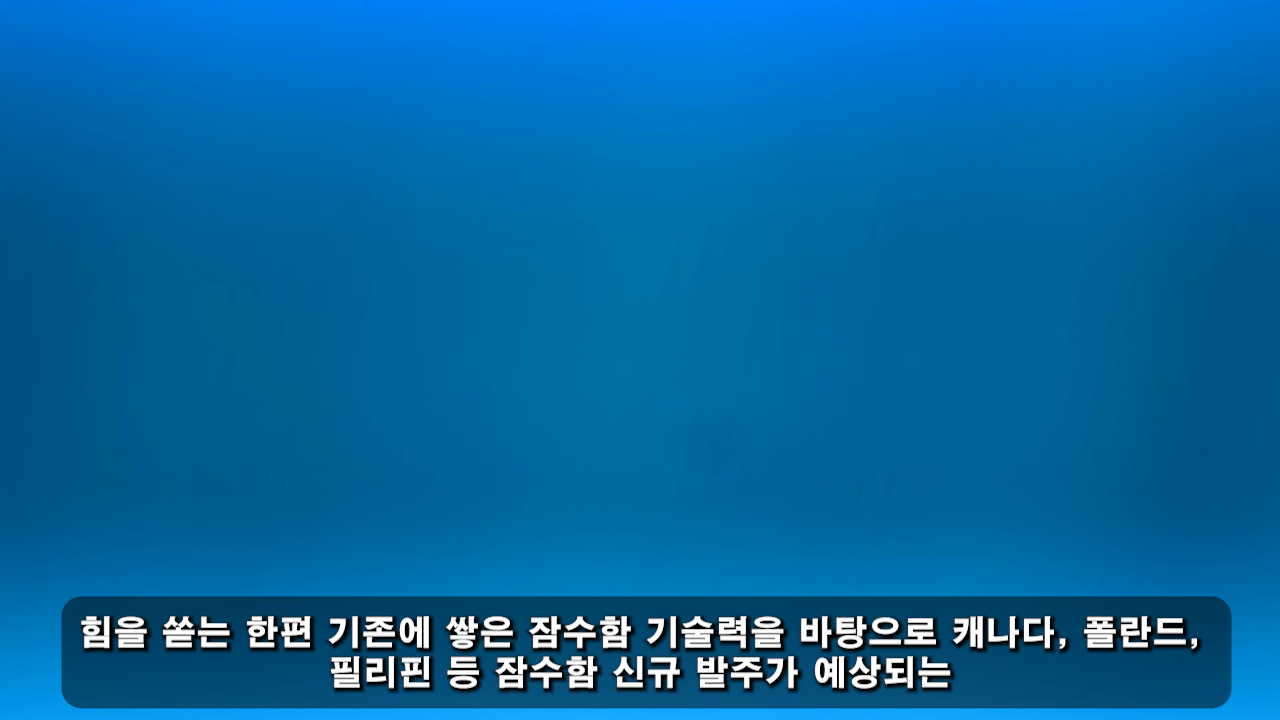 힘을 쏟는 한편 기존에 쌓은 잠수함 기술력을 바탕으로 캐나다, 폴란드,
필리핀 등 잠수함 신규 발주가 예상되는